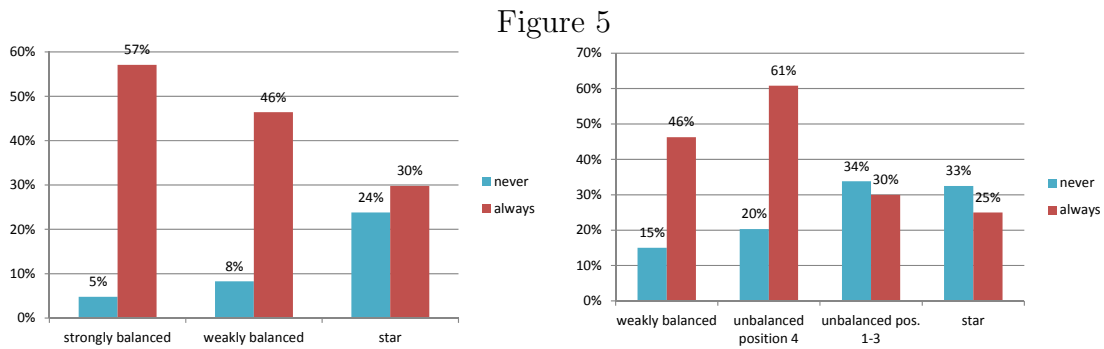 Figure 5
60%
50%
40%
30%
20%
10%
0%
57%
46%
30%
24%
8%
5%
strongly balanced
weakly balanced
star
never
always
70%
60%
50%
40%
30%
20%
10%
0%
46%
61%
34%
30%
33%
25%
15%
20%
weakly balanced
unbalanced
position 4
unbalanced pos.
1-3
star
never
always